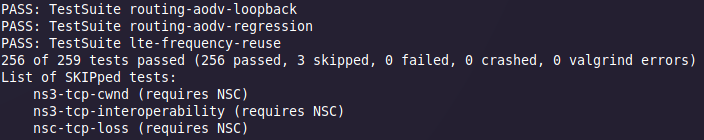 PASS: TestSuite routing-aodv-loopback
PASS: TestSuite routing-aodv-regression
PASS: TestSuite lte-frequency-reuse
256 of 259 tests passed (256 passed, 3 skipped, 0 failed, 0 crashed, 0 valgrind errors)
List of SKIPped tests:
    ns3-tcp-cwnd (requires NSC)
    ns3-tcp-interoperability (requires NSC)
    nsc-tcp-loss (requires NSC)